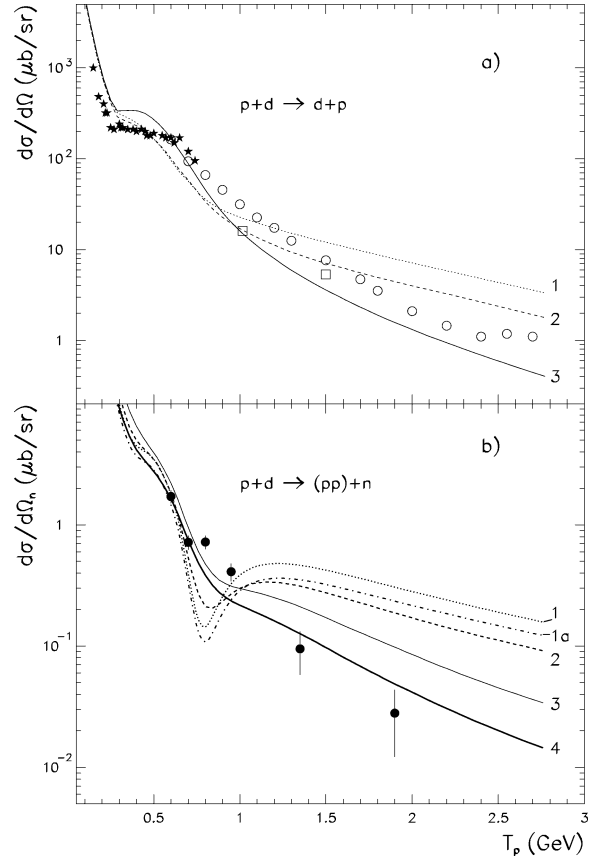 dσ/dΩ (μb/sr)
a)
p+d → d+p
10³
10²
10
1
1
2
3
dσ/dΩₙ (μb/sr)
b)
p+d → (pp)+n
1
10⁻¹
10⁻²
1
1a
2
3
4
0.5
1
1.5
2
2.5
3
Tₚ (GeV)